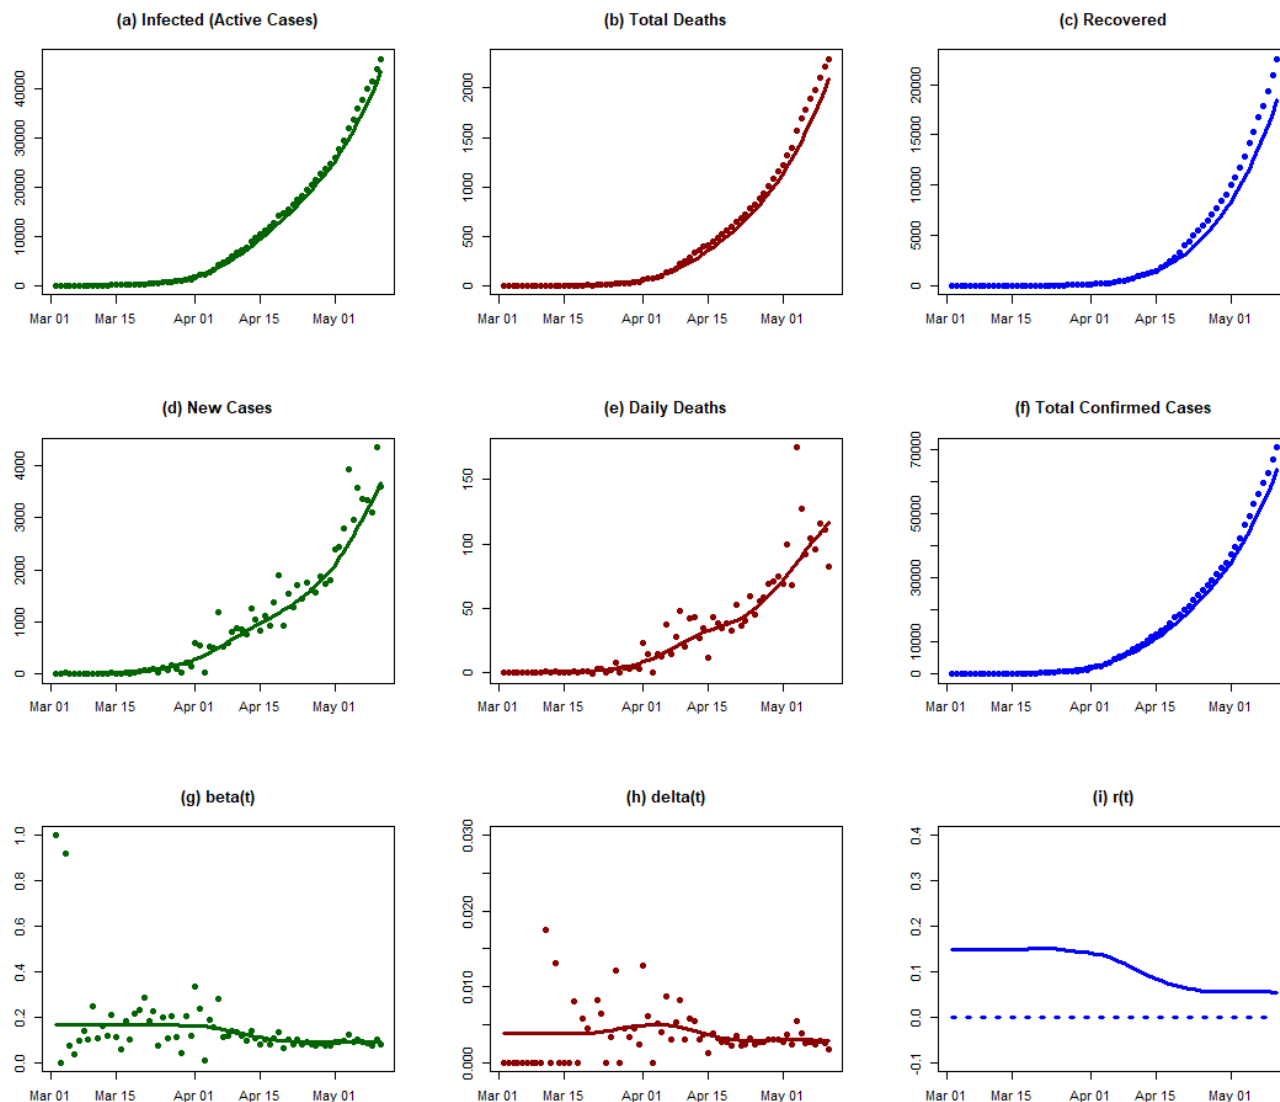 (a) Infected (Active Cases)
(b) Total Deaths
(c) Recovered
0 10000 20000 30000 40000
0 500 1000 1500 2000
0 5000 10000 15000 20000
Mar 01 Mar 15 Apr 01 Apr 15 May 01
Mar 01 Mar 15 Apr 01 Apr 15 May 01
Mar 01 Mar 15 Apr 01 Apr 15 May 01
(d) New Cases
(e) Daily Deaths
(f) Total Confirmed Cases
0 1000 2000 3000 4000
0 50 100 150
0 10000 30000 50000 70000
Mar 01 Mar 15 Apr 01 Apr 15 May 01
Mar 01 Mar 15 Apr 01 Apr 15 May 01
Mar 01 Mar 15 Apr 01 Apr 15 May 01
(g) beta(t)
(h) delta(t)
(i) r(t)
0.0 0.2 0.4 0.6 0.8 1.0
0.000 0.010 0.020 0.030
-0.1 0.0 0.1 0.2 0.3 0.4
Mar 01 Mar 15 Apr 01 Apr 15 May 01
Mar 01 Mar 15 Apr 01 Apr 15 May 01
Mar 01 Mar 15 Apr 01 Apr 15 May 01